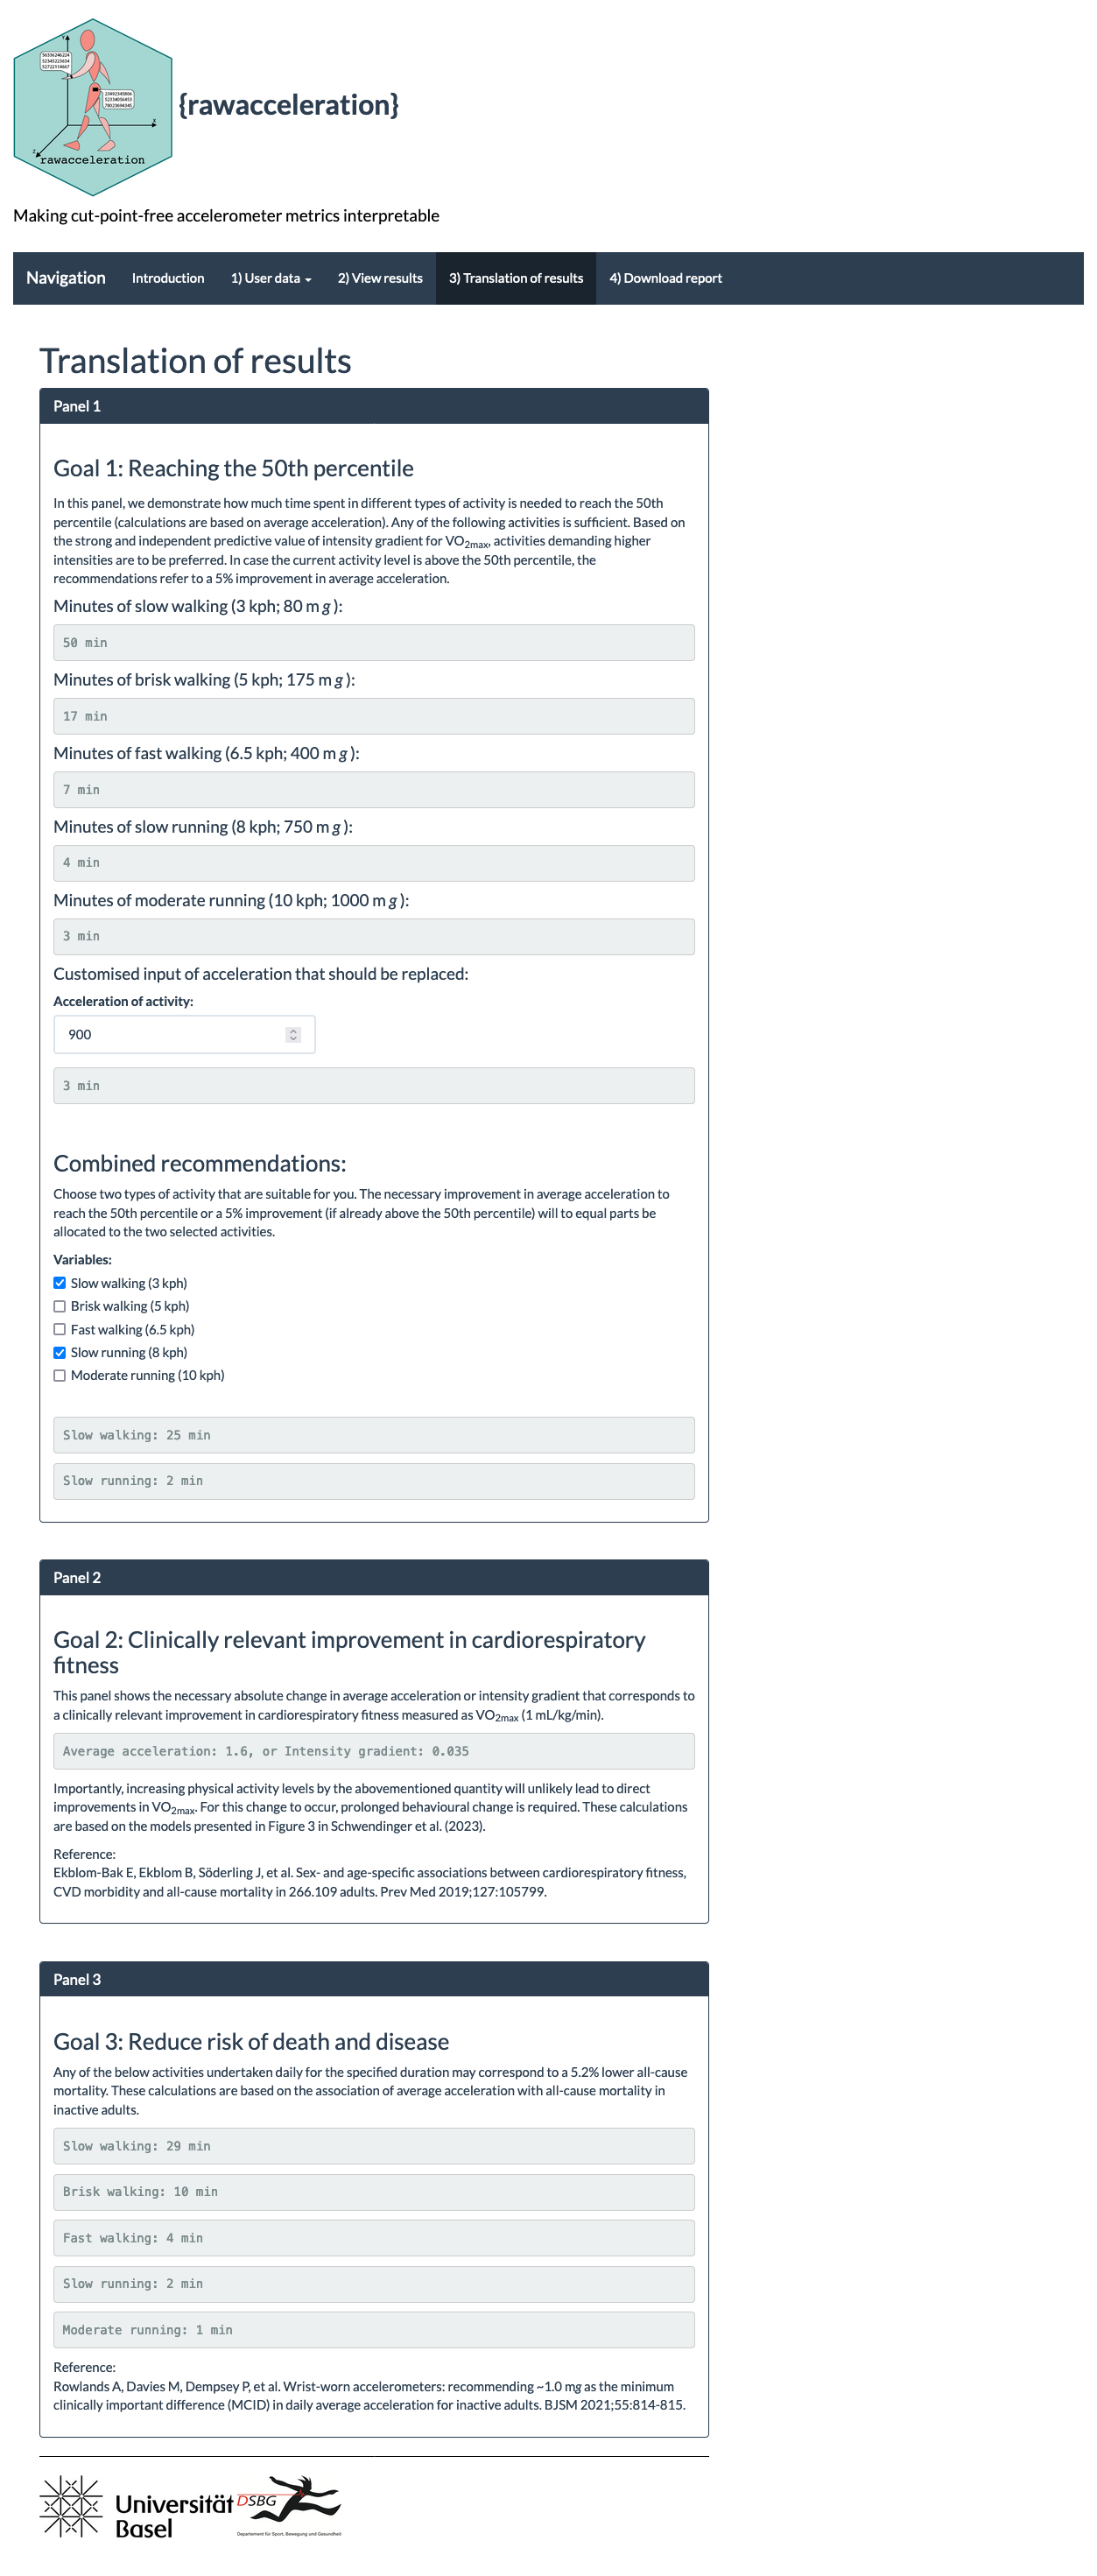 Y
56336246224
52345223634
52722114667
23492345806
52334056453
78023694345
X
Z
rawacceleration
{rawacceleration}
Making cut-point-free accelerometer metrics interpretable
Navigation Introduction 1) User data 2) View results 3) Translation of results 4) Download report
Translation of results
Panel 1
Goal 1: Reaching the 50th percentile
In this panel, we demonstrate how much time spent in different types of activity is needed to reach the 50th
percentile (calculations are based on average acceleration). Any of the following activities is sufficient. Based on
the strong and independent predictive value of intensity gradient for VO2max, activities demanding higher
intensities are to be preferred. In case the current activity level is above the 50th percentile, the
recommendations refer to a 5% improvement in average acceleration.
Minutes of slow walking (3 kph; 80 m g ):
50 min
Minutes of brisk walking (5 kph; 175 m g ):
17 min
Minutes of fast walking (6.5 kph; 400 m g ):
7 min
Minutes of slow running (8 kph; 750 m g ):
4 min
Minutes of moderate running (10 kph; 1000 m g ):
3 min
Customised input of acceleration that should be replaced:
Acceleration of activity:
900
3 min
Combined recommendations:
Choose two types of activity that are suitable for you. The necessary improvement in average acceleration to
reach the 50th percentile or a 5% improvement (if already above the 50th percentile) will to equal parts be
allocated to the two selected activities.
Variables:
Slow walking (3 kph)
Brisk walking (5 kph)
Fast walking (6.5 kph)
Slow running (8 kph)
Moderate running (10 kph)
Slow walking: 25 min
Slow running: 2 min
Panel 2
Goal 2: Clinically relevant improvement in cardiorespiratory
fitness
This panel shows the necessary absolute change in average acceleration or intensity gradient that corresponds to
a clinically relevant improvement in cardiorespiratory fitness measured as VO2max (1 mL/kg/min).
Average acceleration: 1.6, or Intensity gradient: 0.035
Importantly, increasing physical activity levels by the abovementioned quantity will unlikely lead to direct
improvements in VO2max. For this change to occur, prolonged behavioural change is required. These calculations
are based on the models presented in Figure 3 in Schwendinger et al. (2023).
Reference:
Ekblom-Bak E, Ekblom B, Söderling J, et al. Sex- and age-specific associations between cardiorespiratory fitness,
CVD morbidity and all-cause mortality in 266.109 adults. Prev Med 2019;127:105799.
Panel 3
Goal 3: Reduce risk of death and disease
Any of the below activities undertaken daily for the specified duration may correspond to a 5.2% lower all-cause
mortality. These calculations are based on the association of average acceleration with all-cause mortality in
inactive adults.
Slow walking: 29 min
Brisk walking: 10 min
Fast walking: 4 min
Slow running: 2 min
Moderate running: 1 min
Reference:
Rowlands A, Davies M, Dempsey P, et al. Wrist-worn accelerometers: recommending ~1.0 mg as the minimum
clinically important difference (MCID) in daily average acceleration for inactive adults. BJSM 2021;55:814-815.
Universität
Basel
DSBG
Departement für Sport, Bewegung und Gesundheit